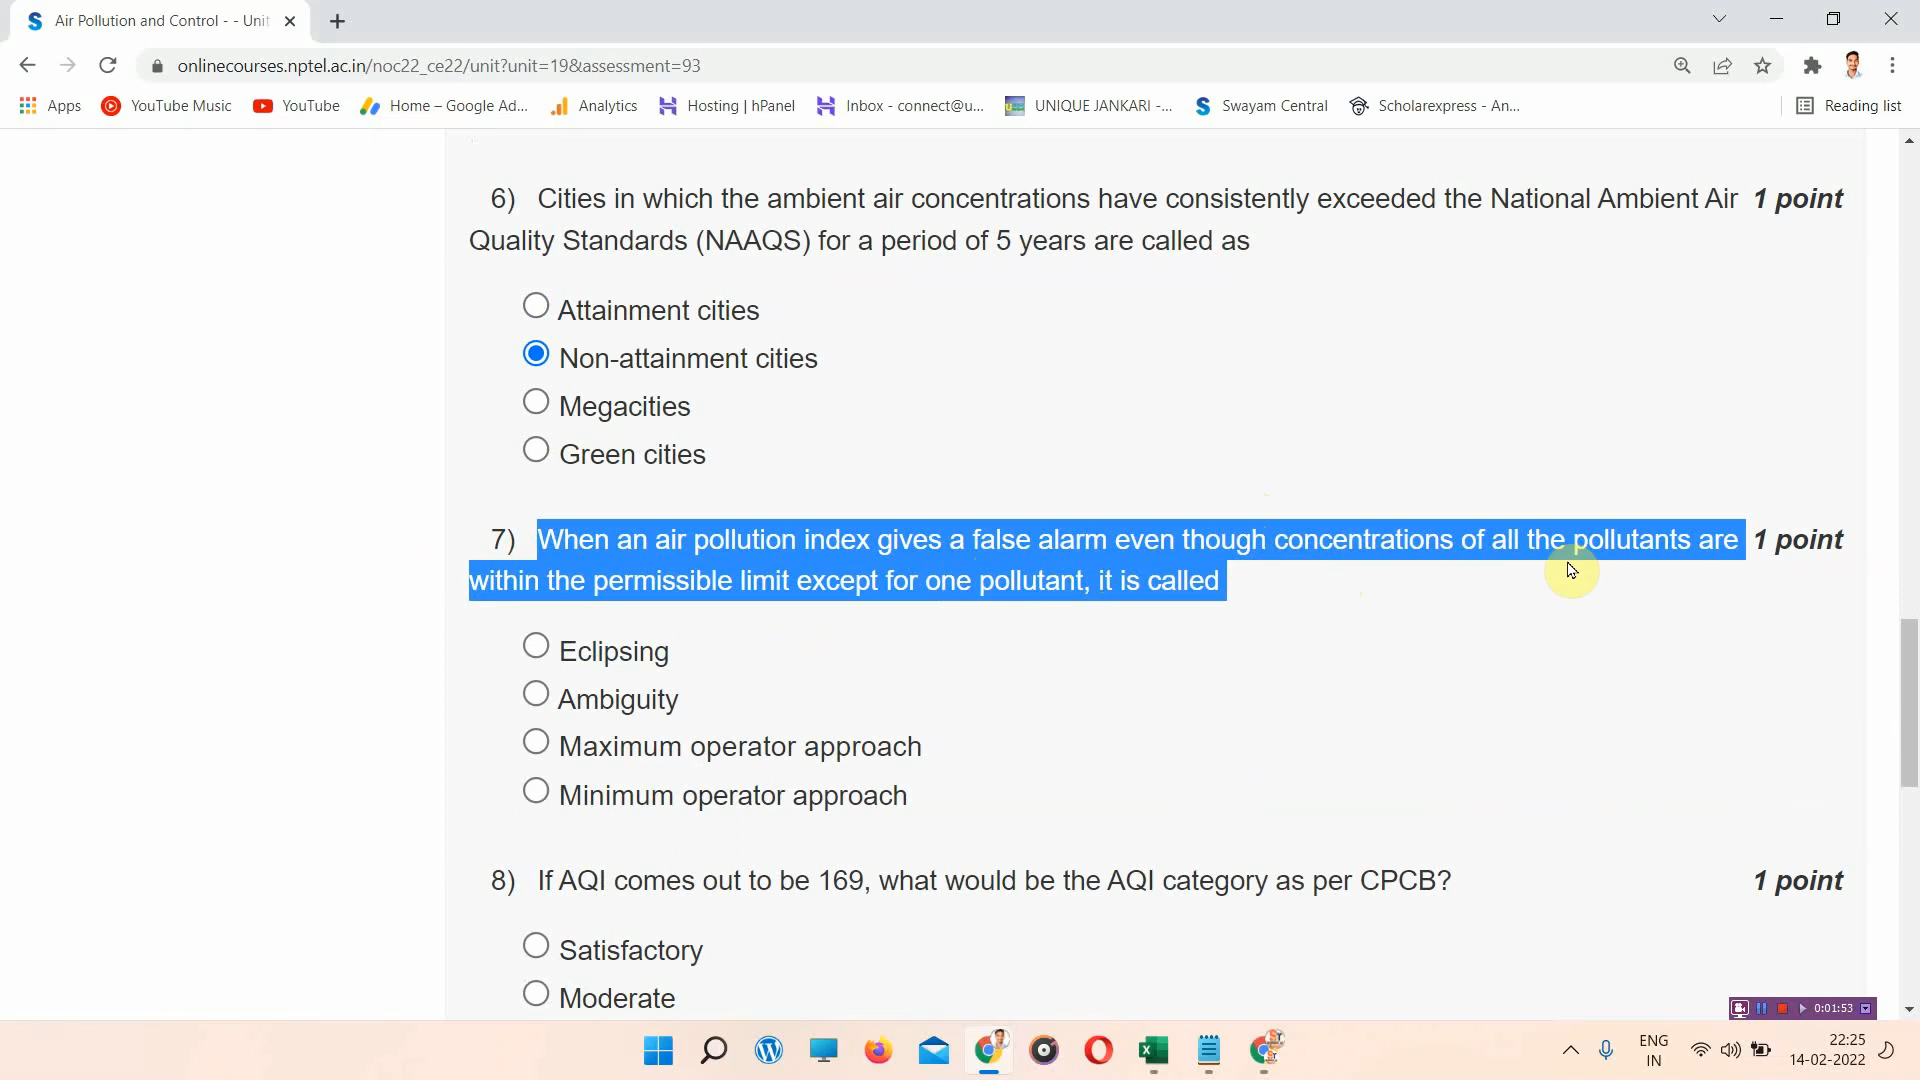 Air Pollution and Control - - Unit
onlinecourses.nptel.ac.in/noc22_ce22/unit?unit=19&assessment=93
Apps YouTube Music YouTube Home – Google Ad... Analytics Hosting | hPanel Inbox - connect@u... UNIQUE JANKARI -... Swayam Central Scholarexpress - An... Reading list
6) Cities in which the ambient air concentrations have consistently exceeded the National Ambient Air 1 point
Quality Standards (NAAQS) for a period of 5 years are called as
Attainment cities
Non-attainment cities
Megacities
Green cities
7) When an air pollution index gives a false alarm even though concentrations of all the pollutants are 1 point
within the permissible limit except for one pollutant, it is called
Eclipsing
Ambiguity
Maximum operator approach
Minimum operator approach
8) If AQI comes out to be 169, what would be the AQI category as per CPCB? 1 point
Satisfactory
Moderate
0:01:53
ENG 22:25
IN 14-02-2022